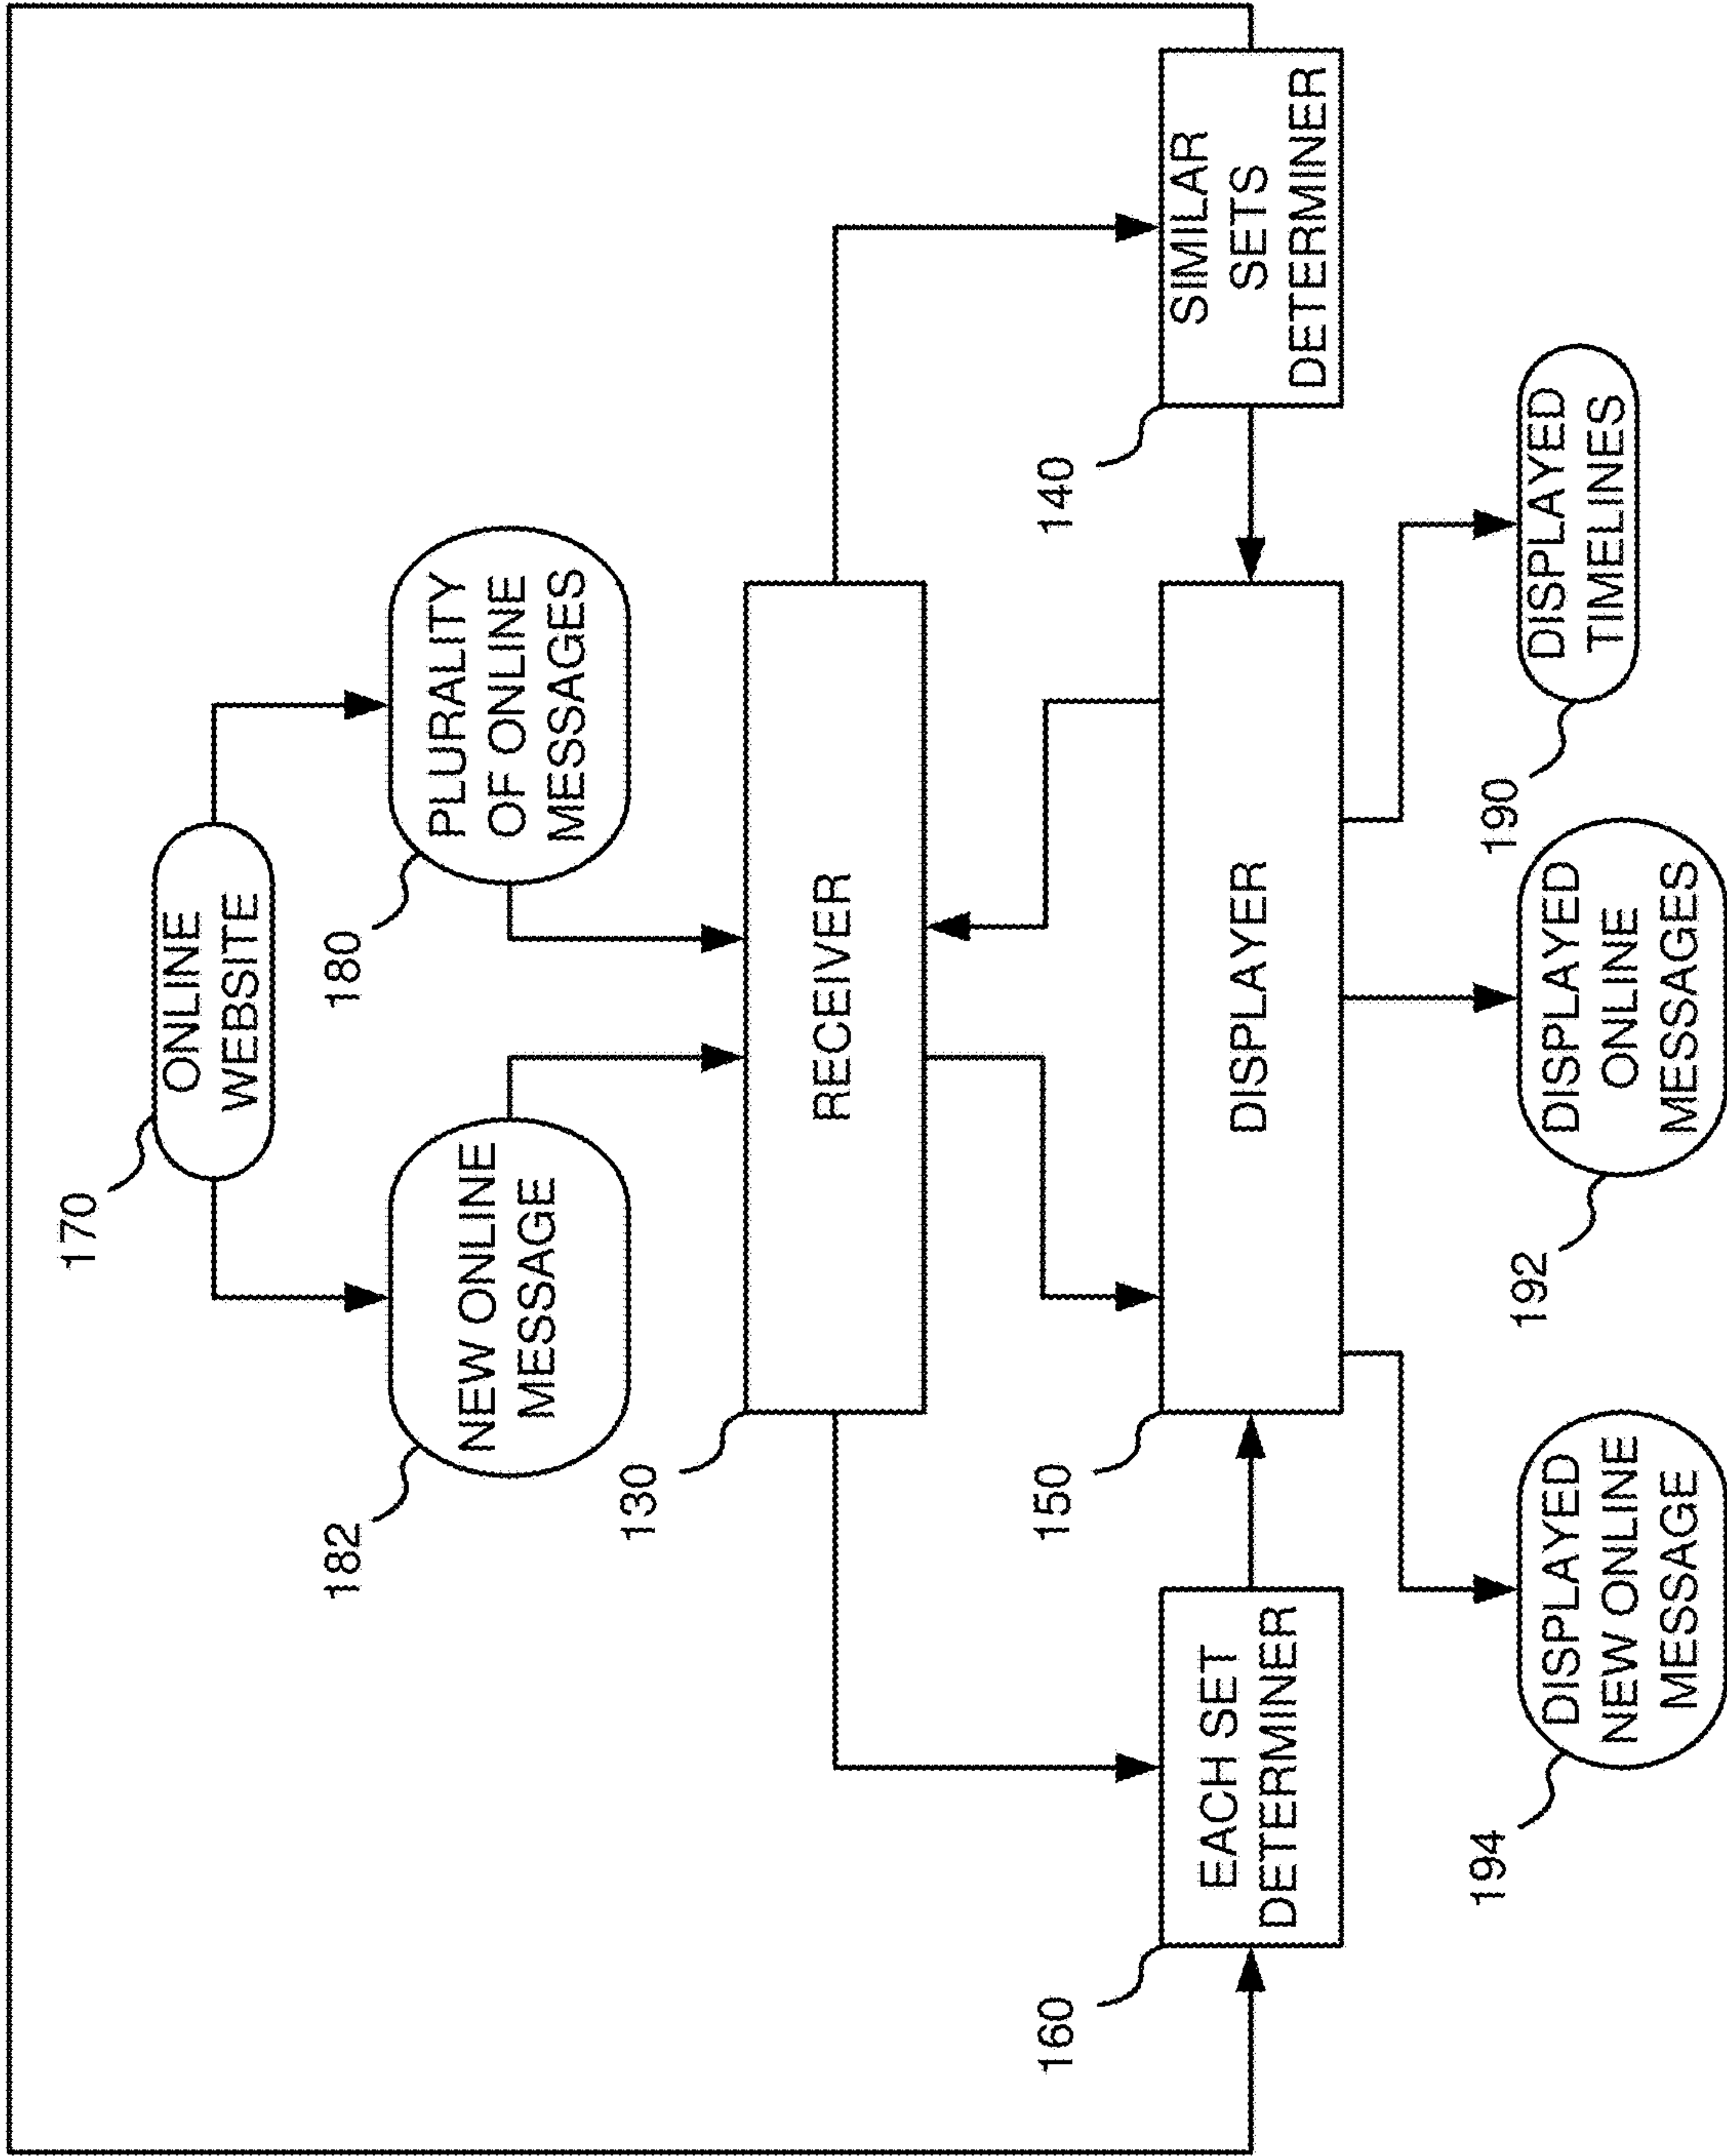 170
ONLINE
WEBSITE
182
NEW ONLINE
MESSAGE
180
PLURALITY
OF ONLINE
MESSAGES
130
RECEIVER
160
EACH SET
DETERMINER
150
DISPLAYER
140
SIMILAR
SETS
DETERMINER
194
DISPLAYED
NEW ONLINE
MESSAGE
192
DISPLAYED
ONLINE
MESSAGES
190
DISPLAYED
TIMELINES